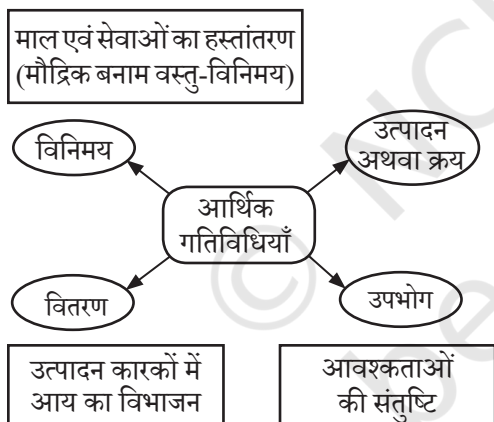 माल एवं सेवाओं का हस्तांतरण
(मौद्रिक बनाम वस्तु-विनिमय)
विनिमय
उत्पादन
अथवा क्रय
आर्थिक
गतिविधियाँ
वितरण
उपभोग
उत्पादन कारकों में
आय का विभाजन
आवश्कताओं
की संतुष्टि